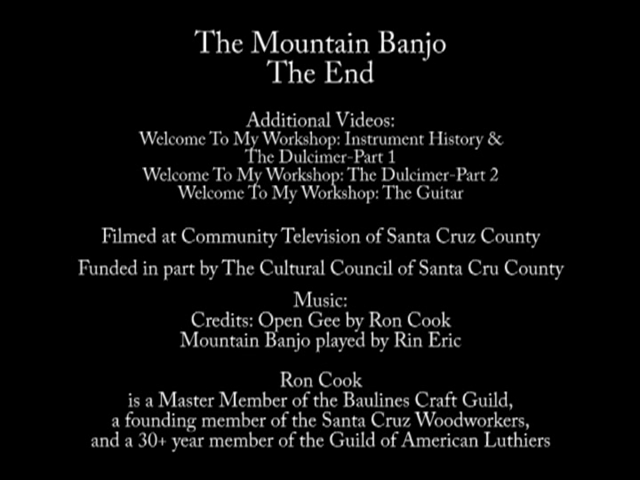 The Mountain Banjo
The End
Additional Videos:
Welcome To My Workshop: Instrument History &
The Dulcimer-Part 1
Welcome To My Workshop: The Dulcimer-Part 2
Welcome To My Workshop: The Guitar
Filmed at Community Television of Santa Cruz County
Funded in part by The Cultural Council of Santa Cru County
Music:
Credits: Open Gee by Ron Cook
Mountain Banjo played by Rin Eric
Ron Cook
is a Master Member of the Baulines Craft Guild,
a founding member of the Santa Cruz Woodworkers,
and a 30+ year member of the Guild of American Luthiers